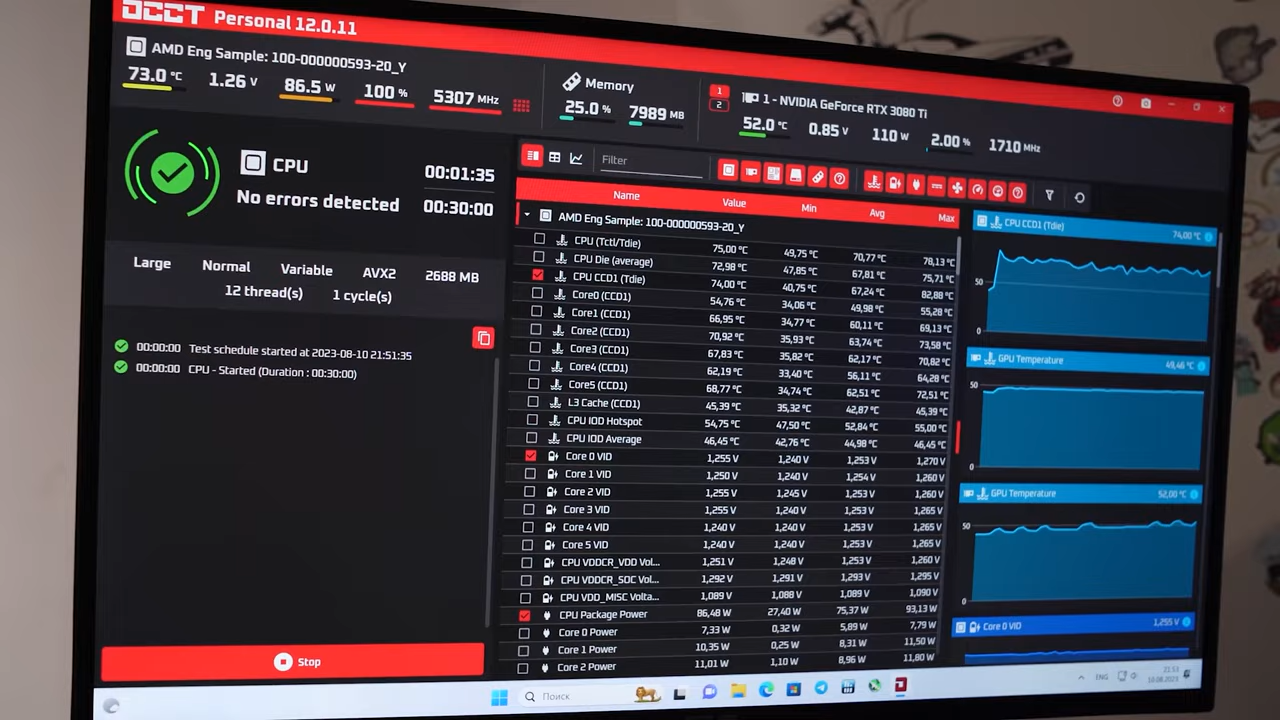 OCCT Personal 12.0.11
AMD Eng Sample: 100-000000593-20_Y
73.0 °C 1.26 V 86.5 W 100 % 5307 MHz
Memory
25.0 % 7989 MB
1
2
1 - NVIDIA GeForce RTX 3080 Ti
52.0 °C 0.85 V 110 W 2.00 % 1710 MHz
CPU
No errors detected
00:01:35
00:30:00
Large Normal Variable AVX2 2688 MB
12 thread(s) 1 cycle(s)
00:00:00 Test schedule started at 2023-08-10 21:51:35
00:00:00 CPU - Started (Duration : 00:30:00)
Stop
Filter
Name Value Min Avg Max
AMD Eng Sample: 100-000000593-20_Y
CPU (Tctl/Tdie) 75,00 °C 49,75 °C 70,77 °C 78,13 °C
CPU Die (average) 72,98 °C 47,85 °C 67,81 °C 75,71 °C
CPU CCD1 (Tdie) 74,00 °C 40,75 °C 67,24 °C 82,88 °C
Core0 (CCD1) 54,76 °C 34,06 °C 49,98 °C 55,28 °C
Core1 (CCD1) 66,95 °C 34,77 °C 60,11 °C 69,13 °C
Core2 (CCD1) 70,92 °C 35,93 °C 63,74 °C 73,58 °C
Core3 (CCD1) 67,83 °C 35,82 °C 62,17 °C 70,82 °C
Core4 (CCD1) 62,19 °C 33,40 °C 56,11 °C 64,28 °C
Core5 (CCD1) 68,77 °C 34,74 °C 62,51 °C 72,51 °C
L3 Cache (CCD1) 45,39 °C 35,32 °C 42,87 °C 45,39 °C
CPU IOD Hotspot 54,75 °C 47,50 °C 52,84 °C 55,00 °C
CPU IOD Average 46,45 °C 42,76 °C 44,98 °C 46,45 °C
Core 0 VID 1,255 V 1,240 V 1,253 V 1,270 V
Core 1 VID 1,250 V 1,240 V 1,254 V 1,260 V
Core 2 VID 1,255 V 1,245 V 1,253 V 1,260 V
Core 3 VID 1,255 V 1,240 V 1,253 V 1,265 V
Core 4 VID 1,240 V 1,240 V 1,253 V 1,265 V
Core 5 VID 1,240 V 1,240 V 1,253 V 1,265 V
CPU VDDCR_VDD Vol... 1,251 V 1,248 V 1,251 V 1,260 V
CPU VDDCR_SOC Vol... 1,292 V 1,291 V 1,293 V 1,295 V
CPU VDD_MISC Volta... 1,089 V 1,088 V 1,089 V 1,090 V
CPU Package Power 86,48 W 27,40 W 75,37 W 93,13 W
Core 0 Power 7,33 W 0,32 W 5,89 W 7,79 W
Core 1 Power 10,35 W 0,25 W 8,31 W 11,50 W
Core 2 Power 11,01 W 1,10 W 8,96 W 11,80 W
CPU CCD1 (Tdie) 74,00 °C
50
0
GPU Temperature 49,46 °C
50
0
GPU Temperature 52,00 °C
50
0
Core 0 VID 1,255 V
Поиск
ENG
21:53
10.08.2023